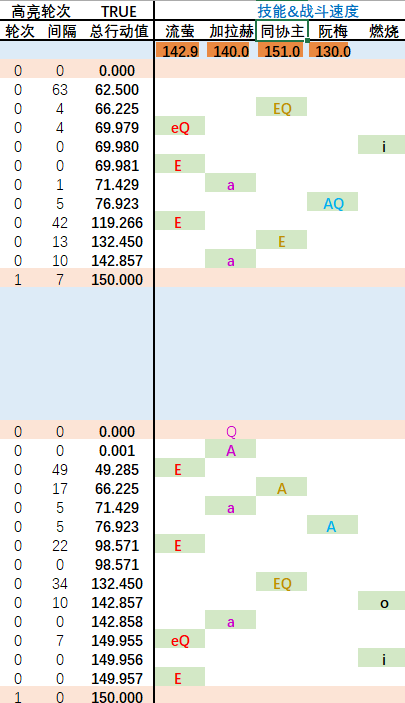 高亮轮次 TRUE 技能&战斗速度
轮次 间隔 总行动值 流萤 加拉赫 同协主 阮梅 燃烧
142.9 140.0 151.0 130.0
0 0 0.000
0 63 62.500
0 4 66.225 EQ
0 4 69.979 eQ
0 0 69.980 i
0 0 69.981 E
0 1 71.429 a
0 5 76.923 AQ
0 42 119.266 E
0 13 132.450 E
0 10 142.857 a
1 7 150.000
0 0 0.000 Q
0 0 0.001 A
0 49 49.285 E
0 17 66.225 A
0 5 71.429 a
0 5 76.923 A
0 22 98.571 E
0 0 98.571
0 34 132.450 EQ
0 10 142.857 o
0 0 142.858 a
0 7 149.955 eQ
0 0 149.956 i
0 0 149.957 E
1 0 150.000